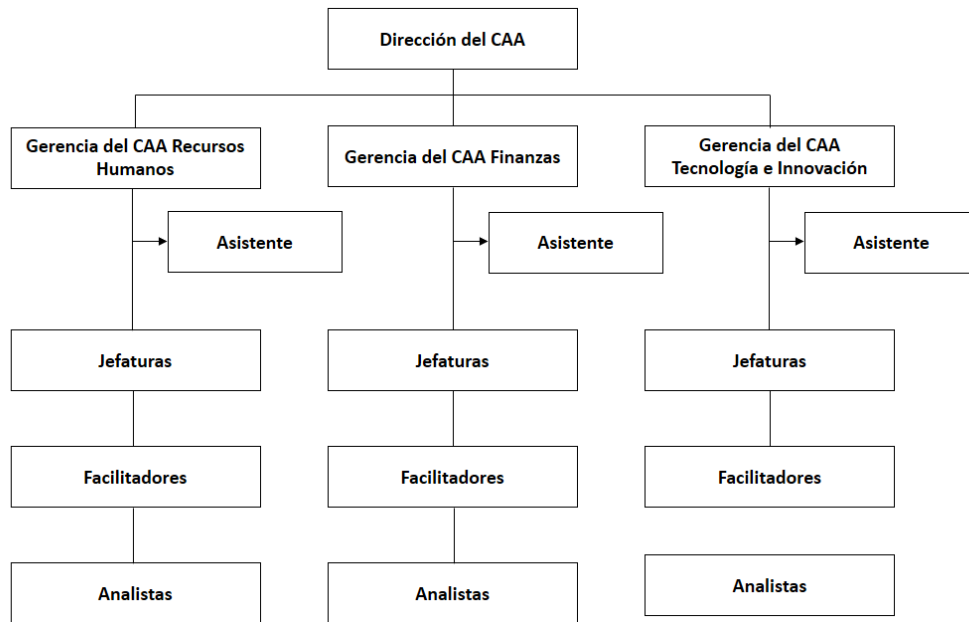 Dirección del CAA
Gerencia del CAA Recursos
Humanos
Gerencia del CAA Finanzas
Gerencia del CAA
Tecnología e Innovación
Asistente
Asistente
Asistente
Jefaturas
Jefaturas
Jefaturas
Facilitadores
Facilitadores
Facilitadores
Analistas
Analistas
Analistas